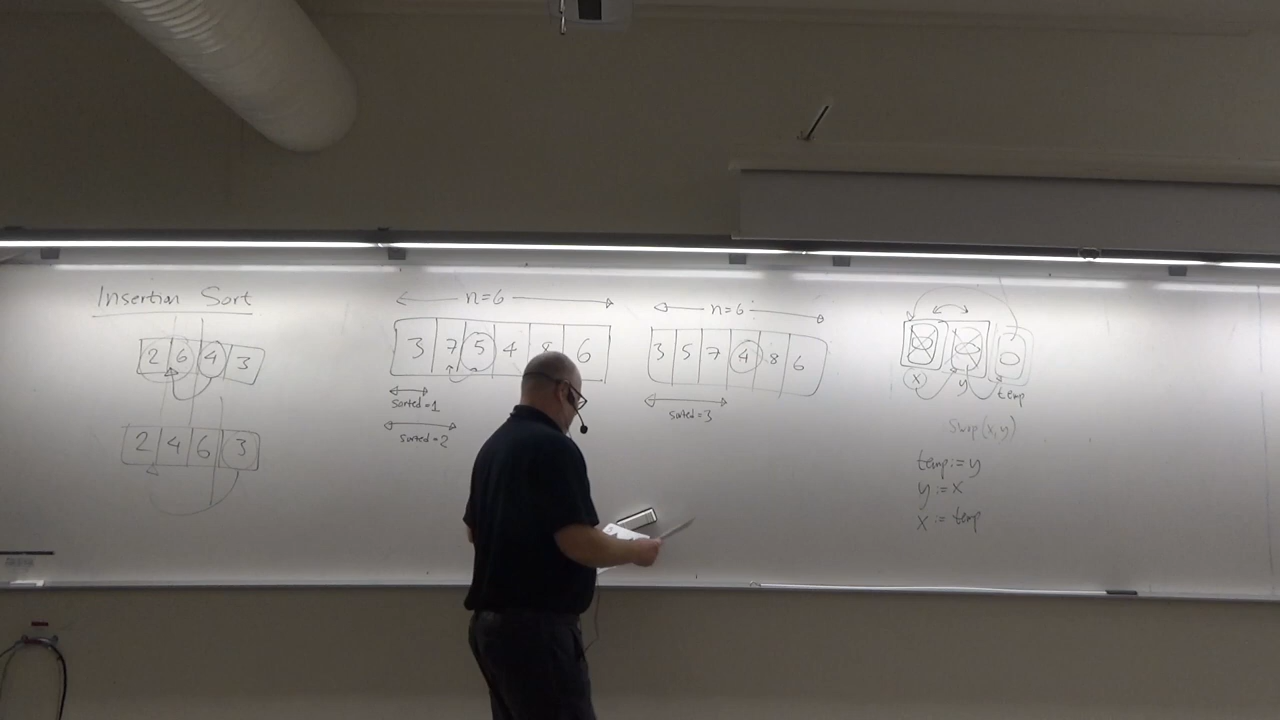 Insertion Sort
2 6 4 3
2 4 6 3
n=6
3 7 5 4 8 6
sorted=1
sorted=2
n=6
3 5 7 4 8 6
sorted=3
x y temp
Swap(x,y)
temp:=y
y:=x
x:=temp